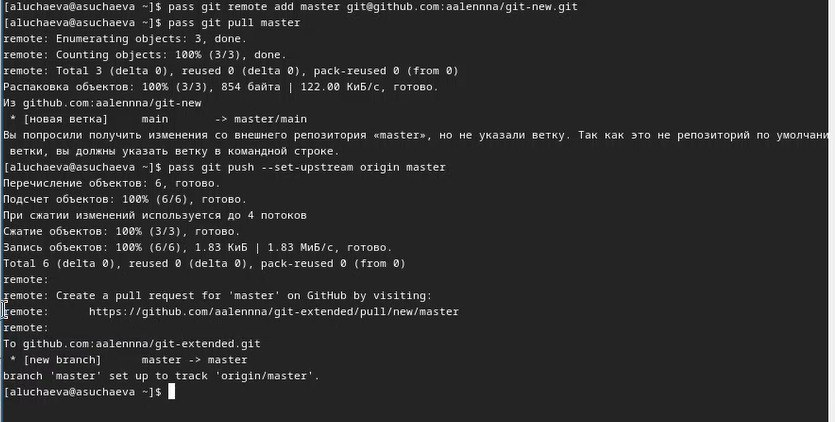 [aluchaeva@asuchaeva ~]$ pass git remote add master git@github.com:aalennna/git-new.git
[aluchaeva@asuchaeva ~]$ pass git pull master
remote: Enumerating objects: 3, done.
remote: Counting objects: 100% (3/3), done.
remote: Total 3 (delta 0), reused 0 (delta 0), pack-reused 0 (from 0)
Распаковка объектов: 100% (3/3), 854 байта | 122.00 КиБ/с, готово.
Из github.com:aalennna/git-new
 * [новая ветка]     main       -> master/main
Вы попросили получить изменения со внешнего репозитория «master», но не указали ветку. Так как это не репозиторий по умолчани
 ветки, вы должны указать ветку в командной строке.
[aluchaeva@asuchaeva ~]$ pass git push --set-upstream origin master
Перечисление объектов: 6, готово.
Подсчет объектов: 100% (6/6), готово.
При сжатии изменений используется до 4 потоков
Сжатие объектов: 100% (3/3), готово.
Запись объектов: 100% (6/6), 1.83 КиБ | 1.83 МиБ/с, готово.
Total 6 (delta 0), reused 0 (delta 0), pack-reused 0 (from 0)
remote:
remote: Create a pull request for 'master' on GitHub by visiting:
remote:      https://github.com/aalennna/git-extended/pull/new/master
remote:
To github.com:aalennna/git-extended.git
 * [new branch]      master -> master
branch 'master' set up to track 'origin/master'.
[aluchaeva@asuchaeva ~]$